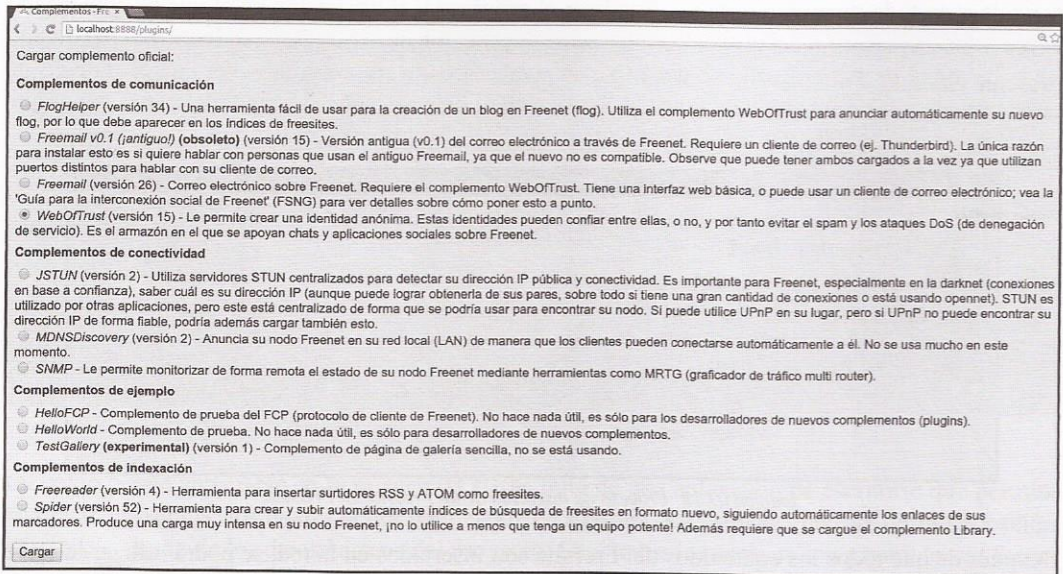 Complementos - Fre ×
localhost:8888/plugins/
Cargar complemento oficial:
Complementos de comunicación
FlogHelper (versión 34) - Una herramienta fácil de usar para la creación de un blog en Freenet (flog). Utiliza el complemento WebOfTrust para anunciar automáticamente su nuevo
flog, por lo que debe aparecer en los índices de freesites.
Freemail v0.1 (¡antiguo!) (obsoleto) (versión 15) - Versión antigua (v0.1) del correo electrónico a través de Freenet. Requiere un cliente de correo (ej. Thunderbird). La única razón
para instalar esto es si quiere hablar con personas que usan el antiguo Freemail, ya que el nuevo no es compatible. Observe que puede tener ambos cargados a la vez ya que utilizan
puertos distintos para hablar con su cliente de correo.
Freemail (versión 26) - Correo electrónico sobre Freenet. Requiere el complemento WebOfTrust. Tiene una interfaz web básica, o puede usar un cliente de correo electrónico; vea la
'Guía para la interconexión social de Freenet' (FSNG) para ver detalles sobre cómo poner esto a punto.
WebOfTrust (versión 15) - Le permite crear una identidad anónima. Estas identidades pueden confiar entre ellas, o no, y por tanto evitar el spam y los ataques DoS (de denegación
de servicio). Es el armazón en el que se apoyan chats y aplicaciones sociales sobre Freenet.
Complementos de conectividad
JSTUN (versión 2) - Utiliza servidores STUN centralizados para detectar su dirección IP pública y conectividad. Es importante para Freenet, especialmente en la darknet (conexiones
en base a confianza), saber cuál es su dirección IP (aunque puede lograr obtenerla de sus pares, sobre todo si tiene una gran cantidad de conexiones o está usando opennet). STUN es
utilizado por otras aplicaciones, pero este está centralizado de forma que se podría usar para encontrar su nodo. Si puede utilice UPnP en su lugar, pero si UPnP no puede encontrar su
dirección IP de forma fiable, podría además cargar también esto.
MDNSDiscovery (versión 2) - Anuncia su nodo Freenet en su red local (LAN) de manera que los clientes pueden conectarse automáticamente a él. No se usa mucho en este
momento.
SNMP - Le permite monitorizar de forma remota el estado de su nodo Freenet mediante herramientas como MRTG (graficador de tráfico multi router).
Complementos de ejemplo
HelloFCP - Complemento de prueba del FCP (protocolo de cliente de Freenet). No hace nada útil, es sólo para los desarrolladores de nuevos complementos (plugins).
HelloWorld - Complemento de prueba. No hace nada útil, es sólo para desarrolladores de nuevos complementos.
TestGallery (experimental) (versión 1) - Complemento de página de galería sencilla, no se está usando.
Complementos de indexación
Freereader (versión 4) - Herramienta para insertar surtidores RSS y ATOM como freesites.
Spider (versión 52) - Herramienta para crear y subir automáticamente índices de búsqueda de freesites en formato nuevo, siguiendo automáticamente los enlaces de sus
marcadores. Produce una carga muy intensa en su nodo Freenet, ¡no lo utilice a menos que tenga un equipo potente! Además requiere que se cargue el complemento Library.
Cargar